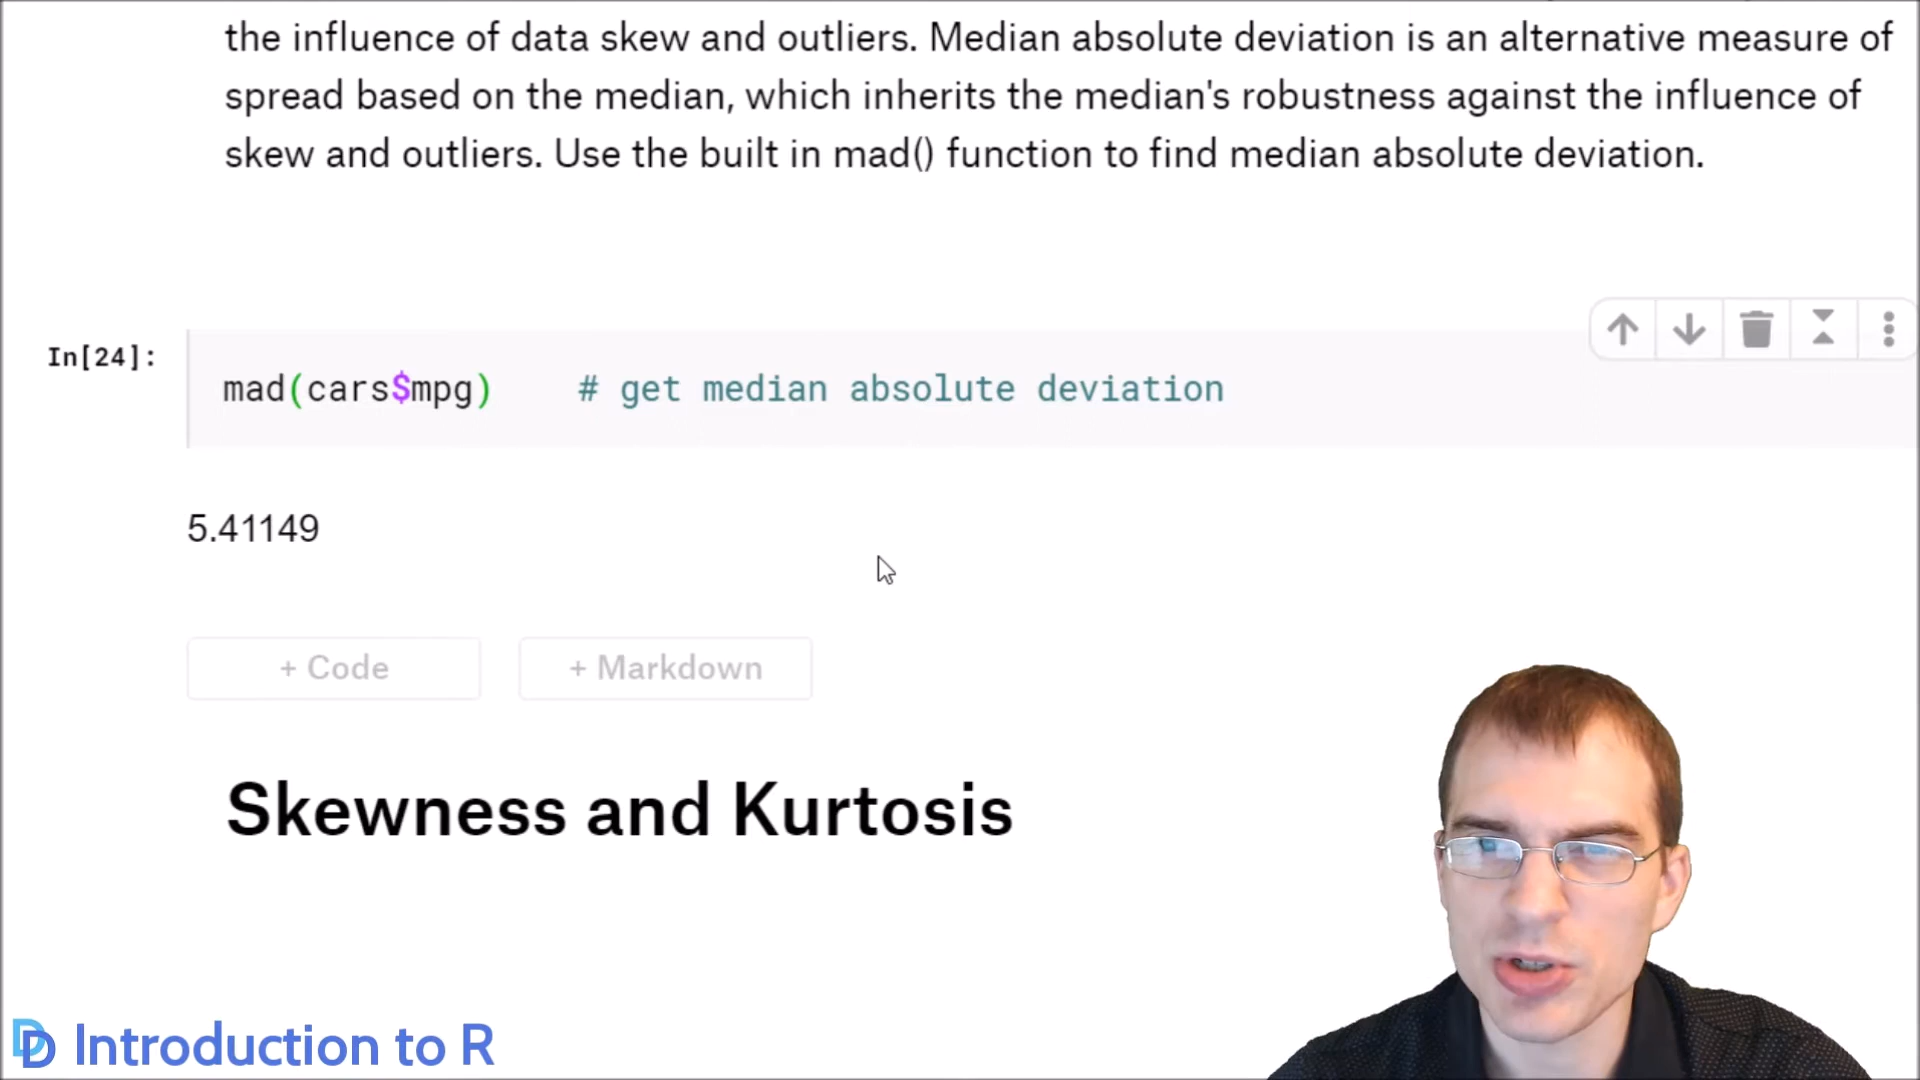 the influence of data skew and outliers. Median absolute deviation is an alternative measure of
spread based on the median, which inherits the median's robustness against the influence of
skew and outliers. Use the built in mad() function to find median absolute deviation.
In[24]:
mad(cars$mpg) # get median absolute deviation
5.41149
+ Code + Markdown
Skewness and Kurtosis
DD Introduction to R